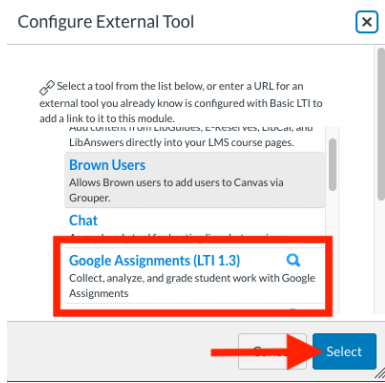 Configure External Tool
Select a tool from the list below, or enter a URL for an
external tool you already know is configured with Basic LTI to
add a link to it to this module.
Add content from LibGuides, E-Reserves, LibCal, and
LibAnswers directly into your LMS course pages.
Brown Users
Allows Brown users to add users to Canvas via
Grouper.
Chat
Google Assignments (LTI 1.3)
Collect, analyze, and grade student work with Google
Assignments
Select